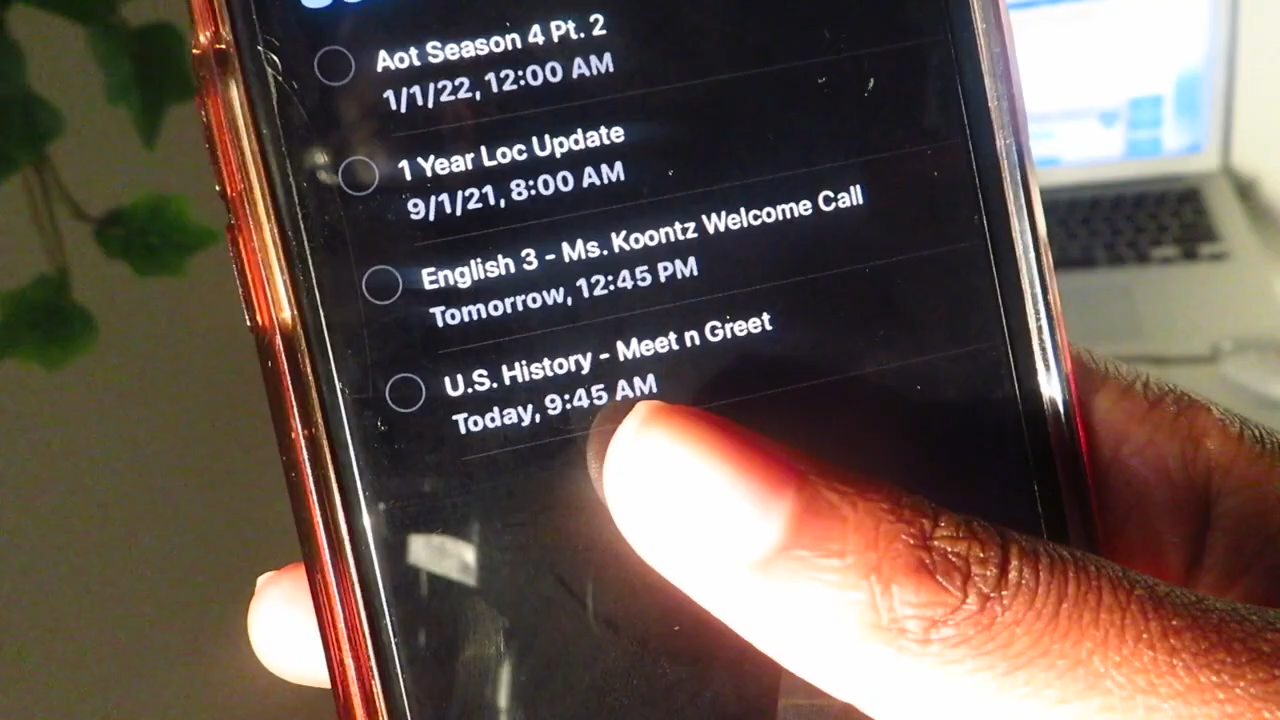 Aot Season 4 Pt. 2
1/1/22, 12:00 AM
1 Year Loc Update
9/1/21, 8:00 AM
English 3 - Ms. Koontz Welcome Call
Tomorrow, 12:45 PM
U.S. History - Meet n Greet
Today, 9:45 AM